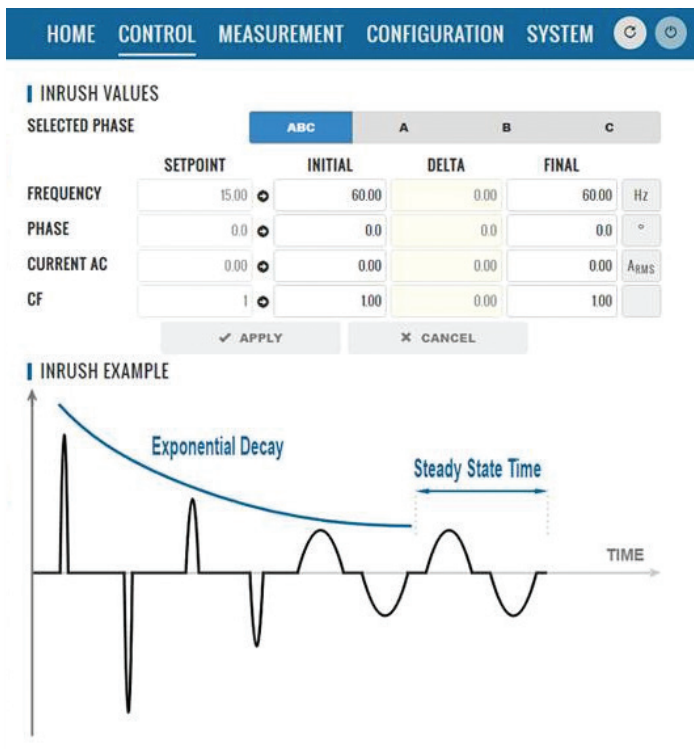 HOME CONTROL MEASUREMENT CONFIGURATION SYSTEM
INRUSH VALUES
SELECTED PHASE ABC A B C
SETPOINT INITIAL DELTA FINAL
FREQUENCY 15.00 60.00 0.00 60.00 Hz
PHASE 0.0 0.0 0.0 0.0 °
CURRENT AC 0.00 0.00 0.00 0.00 ARMS
CF 1 1.00 0.00 1.00
APPLY CANCEL
INRUSH EXAMPLE
Exponential Decay
Steady State Time
TIME